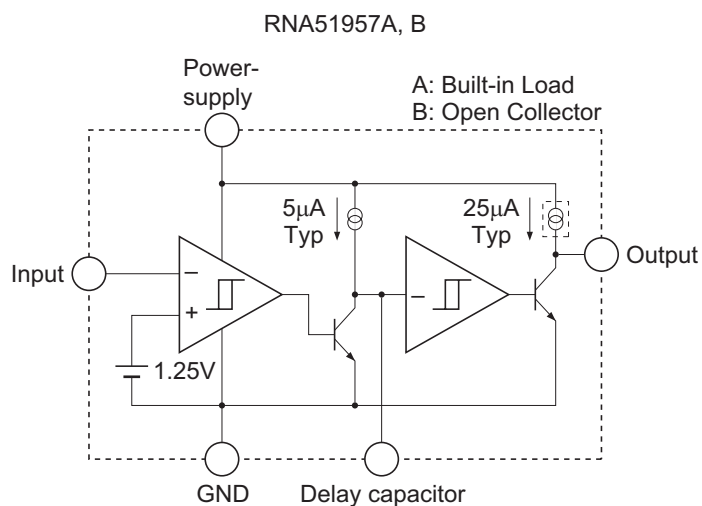 RNA51957A, B
Power-
supply
A: Built-in Load
B: Open Collector
5μA
Typ
25μA
Typ
Input
−
+
−
Output
1.25V
GND
Delay capacitor